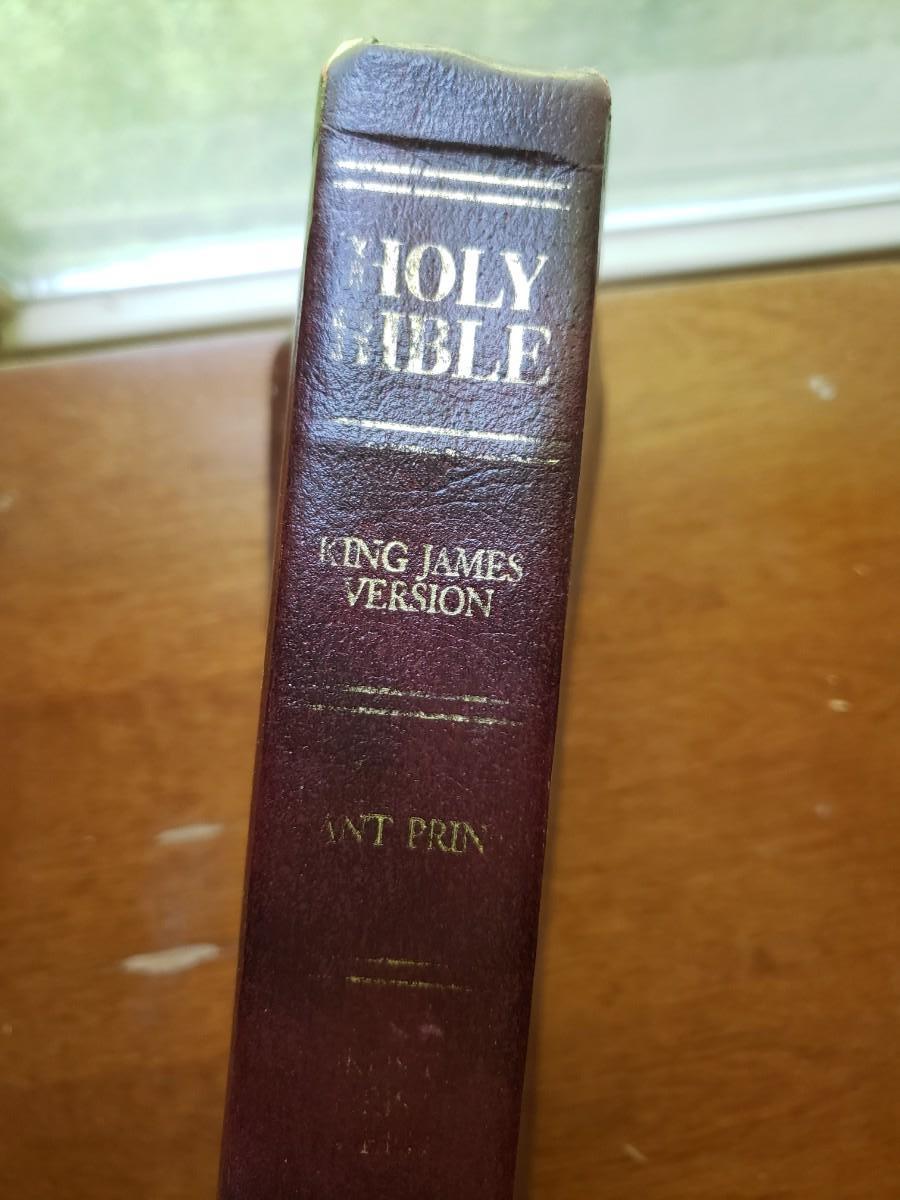 HOLY
BIBLE
KING JAMES
VERSION
ANT PRIN